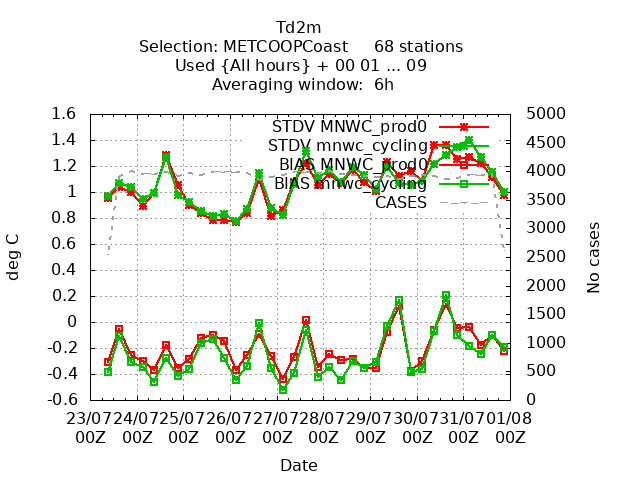 Td2m
Selection: METCOOPCoast 68 stations
Used {All hours} + 00 01 ... 09
Averaging window: 6h
STDV MNWC_prod0
STDV mnwc_cycling
BIAS MNWC_prod0
BIAS mnwc_cycling
CASES
1.6
1.4
1.2
1
0.8
0.6
0.4
0.2
0
-0.2
-0.4
-0.6
deg C
5000
4500
4000
3500
3000
2500
2000
1500
1000
500
0
No cases
23/07 24/07 25/07 26/07 27/07 28/07 29/07 30/07 31/07 01/08
00Z 00Z 00Z 00Z 00Z 00Z 00Z 00Z 00Z 00Z
Date